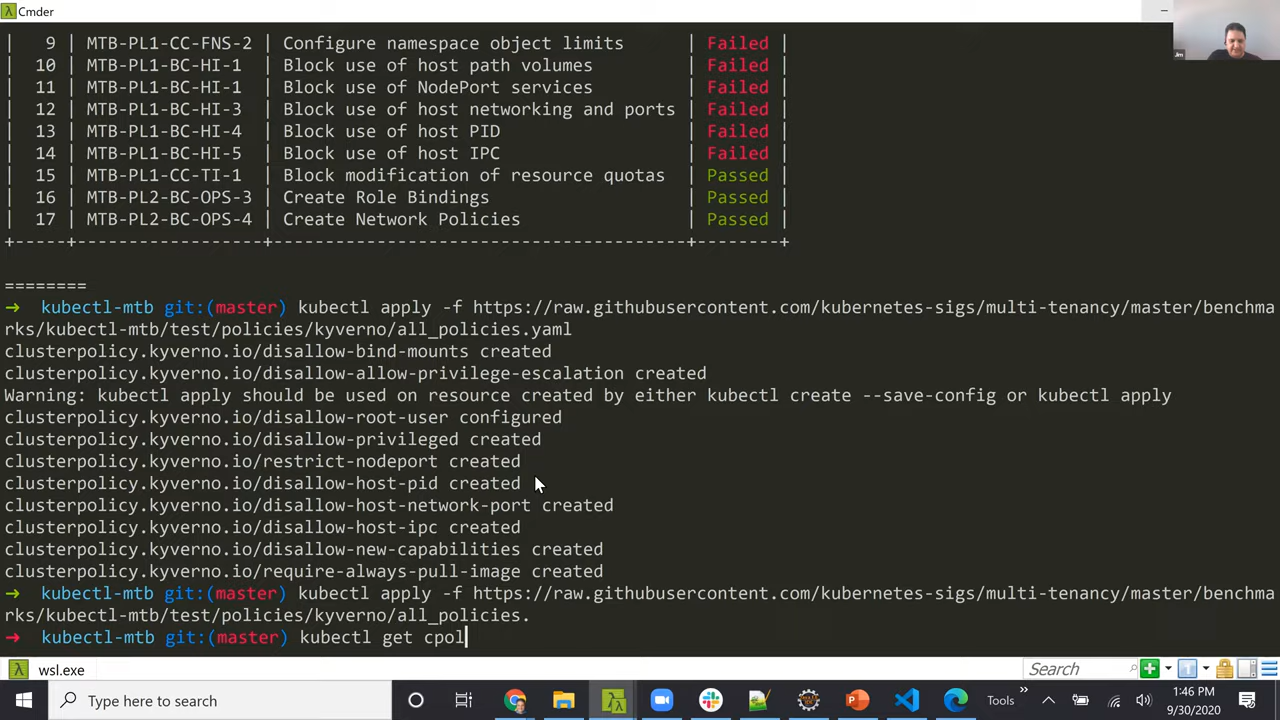 Cmder
| 9 | MTB-PL1-CC-FNS-2 | Configure namespace object limits | Failed |
| 10 | MTB-PL1-BC-HI-1 | Block use of host path volumes | Failed |
| 11 | MTB-PL1-BC-HI-1 | Block use of NodePort services | Failed |
| 12 | MTB-PL1-BC-HI-3 | Block use of host networking and ports | Failed |
| 13 | MTB-PL1-BC-HI-4 | Block use of host PID | Failed |
| 14 | MTB-PL1-BC-HI-5 | Block use of host IPC | Failed |
| 15 | MTB-PL1-CC-TI-1 | Block modification of resource quotas | Passed |
| 16 | MTB-PL2-BC-OPS-3 | Create Role Bindings | Passed |
| 17 | MTB-PL2-BC-OPS-4 | Create Network Policies | Passed |
+-----+------------------+----------------------------------------+--------+
========
→ kubectl-mtb git:(master) kubectl apply -f https://raw.githubusercontent.com/kubernetes-sigs/multi-tenancy/master/benchma
rks/kubectl-mtb/test/policies/kyverno/all_policies.yaml
clusterpolicy.kyverno.io/disallow-bind-mounts created
clusterpolicy.kyverno.io/disallow-allow-privilege-escalation created
Warning: kubectl apply should be used on resource created by either kubectl create --save-config or kubectl apply
clusterpolicy.kyverno.io/disallow-root-user configured
clusterpolicy.kyverno.io/disallow-privileged created
clusterpolicy.kyverno.io/restrict-nodeport created
clusterpolicy.kyverno.io/disallow-host-pid created
clusterpolicy.kyverno.io/disallow-host-network-port created
clusterpolicy.kyverno.io/disallow-host-ipc created
clusterpolicy.kyverno.io/disallow-new-capabilities created
clusterpolicy.kyverno.io/require-always-pull-image created
→ kubectl-mtb git:(master) kubectl apply -f https://raw.githubusercontent.com/kubernetes-sigs/multi-tenancy/master/benchma
rks/kubectl-mtb/test/policies/kyverno/all_policies.
→ kubectl-mtb git:(master) kubectl get cpol
wsl.exe
Search
Type here to search
Tools
1:46 PM
9/30/2020